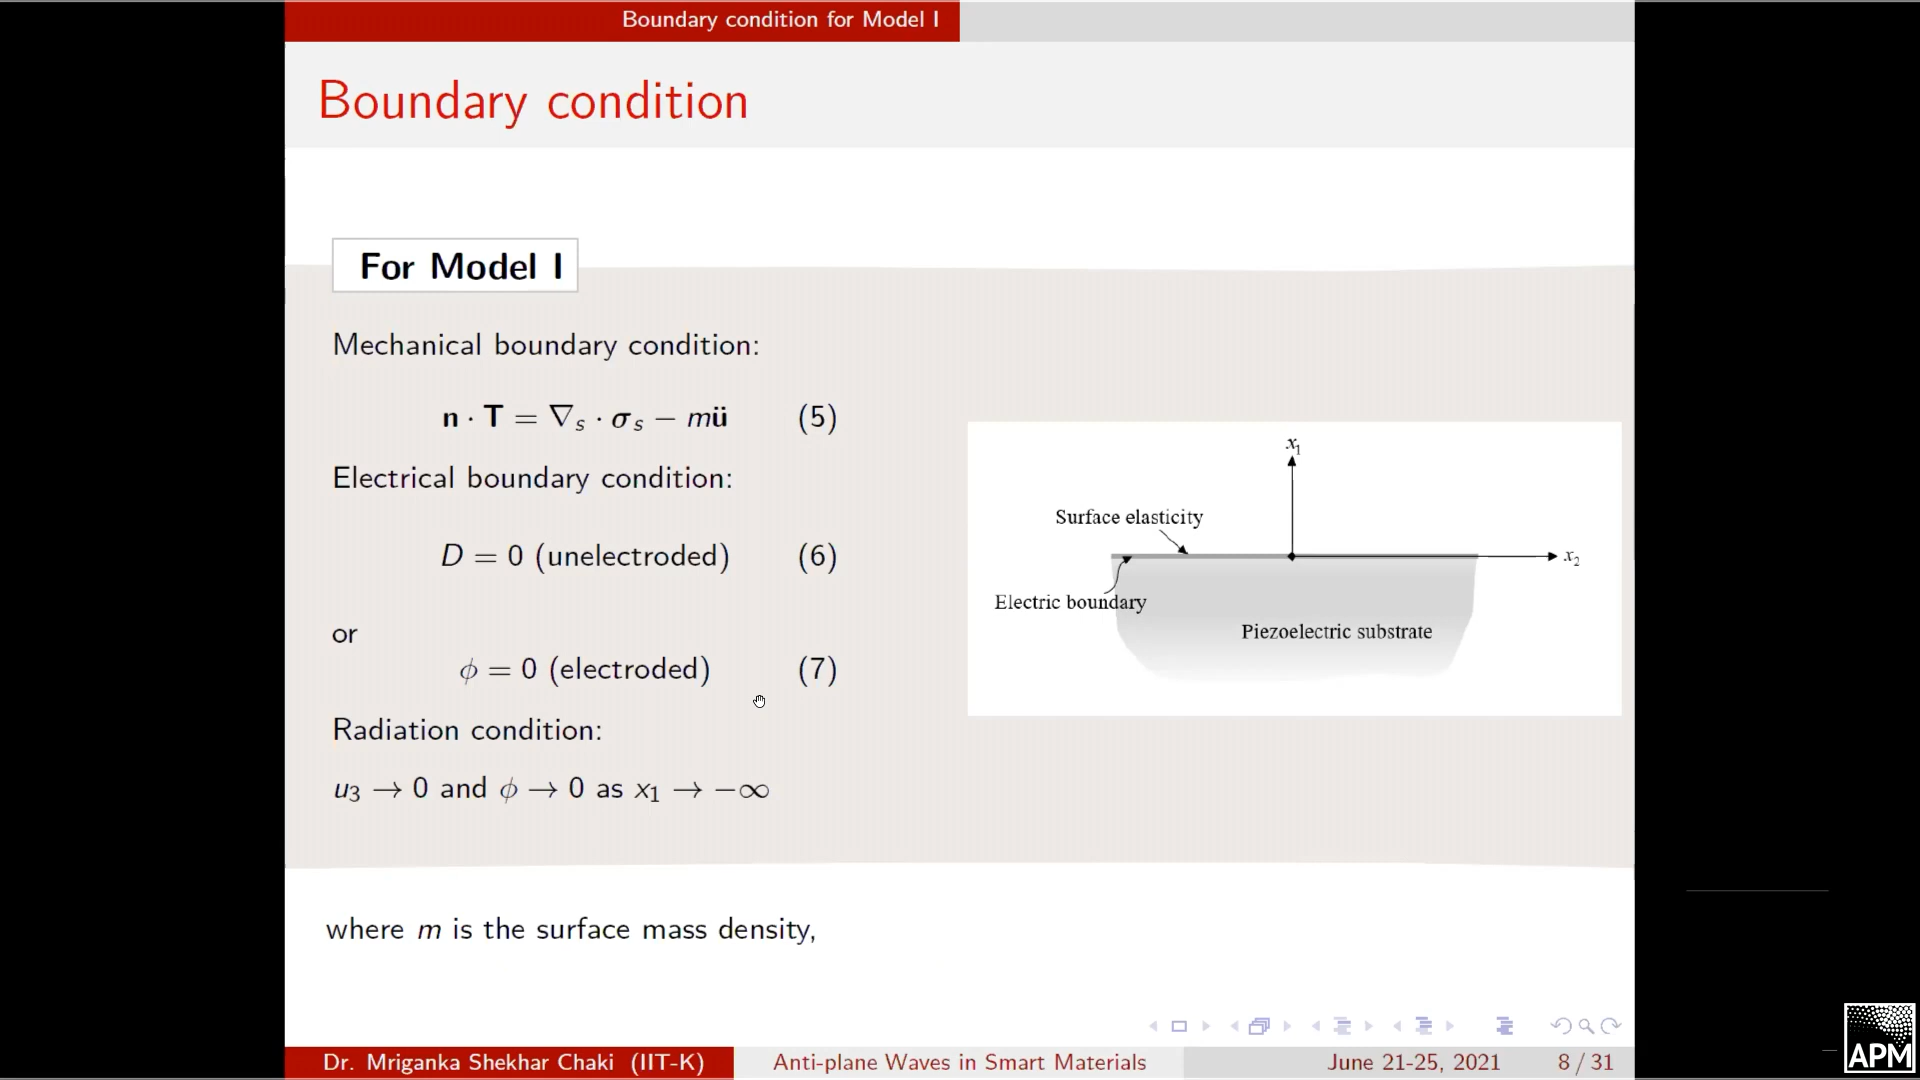 Boundary condition for Model I
Boundary condition
For Model I
Mechanical boundary condition:
n · T = ∇s · σs − mü (5)
Electrical boundary condition:
D = 0 (unelectroded) (6)
or
ϕ = 0 (electroded) (7)
Radiation condition:
u3 → 0 and ϕ → 0 as x1 → −∞
x1
Surface elasticity
x2
Electric boundary
Piezoelectric substrate
where m is the surface mass density,
Dr. Mriganka Shekhar Chaki (IIT-K) Anti-plane Waves in Smart Materials June 21-25, 2021 8 / 31
APM